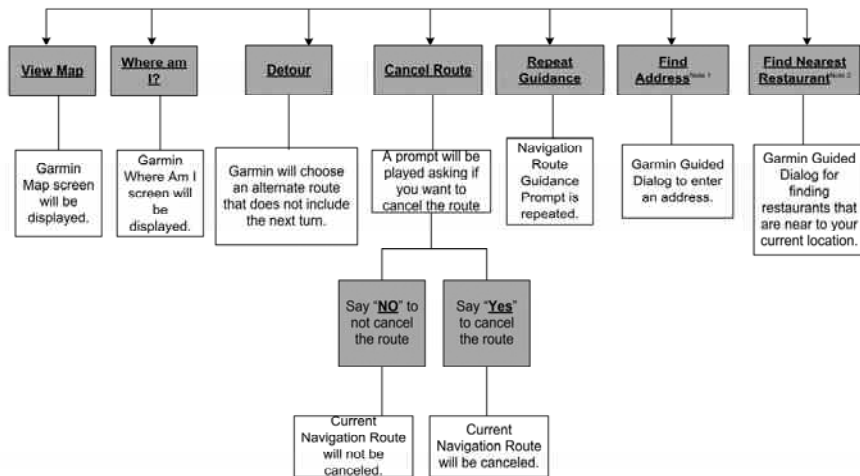 View Map
Where am
I?
Detour
Cancel Route
Repeat
Guidance
Find
Address Note 1
Find Nearest
Restaurant Note 2
Garmin
Map screen
will be
displayed.
Garmin
Where Am I
screen will
be
displayed.
Garmin will choose
an alternate route
that does not include
the next turn.
A prompt will be
played asking if
you want to
cancel the route
Navigation
Route
Guidance
Prompt is
repeated.
Garmin Guided
Dialog to enter
an address.
Garmin Guided
Dialog for
finding
restaurants that
are near to your
current location.
Say “NO” to
not cancel
the route
Say “Yes”
to cancel
the route
Current
Navigation Route
will not be
canceled.
Current
Navigation Route
will be canceled.